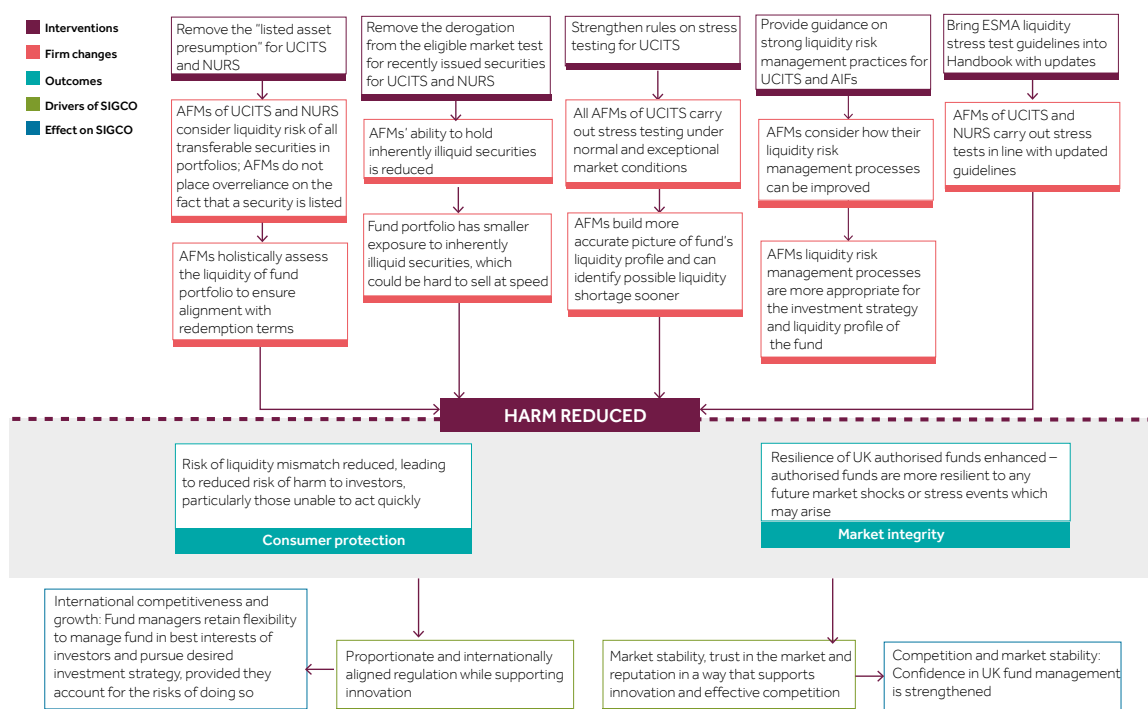 Interventions
Firm changes
Outcomes
Drivers of SIGCO
Effect on SIGCO
Remove the “listed asset
presumption” for UCITS
and NURS
AFMs of UCITS and NURS
consider liquidity risk of all
transferable securities in
portfolios; AFMs do not
place overreliance on the
fact that a security is listed
AFMs holistically assess
the liquidity of fund
portfolio to ensure
alignment with
redemption terms
Remove the derogation
from the eligible market test
for recently issued securities
for UCITS and NURS
AFMs’ ability to hold
inherently illiquid securities
is reduced
Fund portfolio has smaller
exposure to inherently
illiquid securities, which
could be hard to sell at speed
Strengthen rules on stress
testing for UCITS
All AFMs of UCITS carry
out stress testing under
normal and exceptional
market conditions
AFMs build more
accurate picture of fund’s
liquidity profile and can
identify possible liquidity
shortage sooner
Provide guidance on
strong liquidity risk
management practices for
UCITS and AIFs
AFMs consider how their
liquidity risk
management processes
can be improved
AFMs liquidity risk
management processes
are more appropriate for
the investment strategy
and liquidity profile of
the fund
Bring ESMA liquidity
stress test guidelines into
Handbook with updates
AFMs of UCITS and
NURS carry out stress
tests in line with updated
guidelines
HARM REDUCED
Risk of liquidity mismatch reduced, leading
to reduced risk of harm to investors,
particularly those unable to act quickly
Consumer protection
Resilience of UK authorised funds enhanced –
authorised funds are more resilient to any
future market shocks or stress events which
may arise
Market integrity
International competitiveness and
growth: Fund managers retain flexibility
to manage fund in best interests of
investors and pursue desired
investment strategy, provided they
account for the risks of doing so
Proportionate and internationally
aligned regulation while supporting
innovation
Market stability, trust in the market and
reputation in a way that supports
innovation and effective competition
Competition and market stability:
Confidence in UK fund management
is strengthened